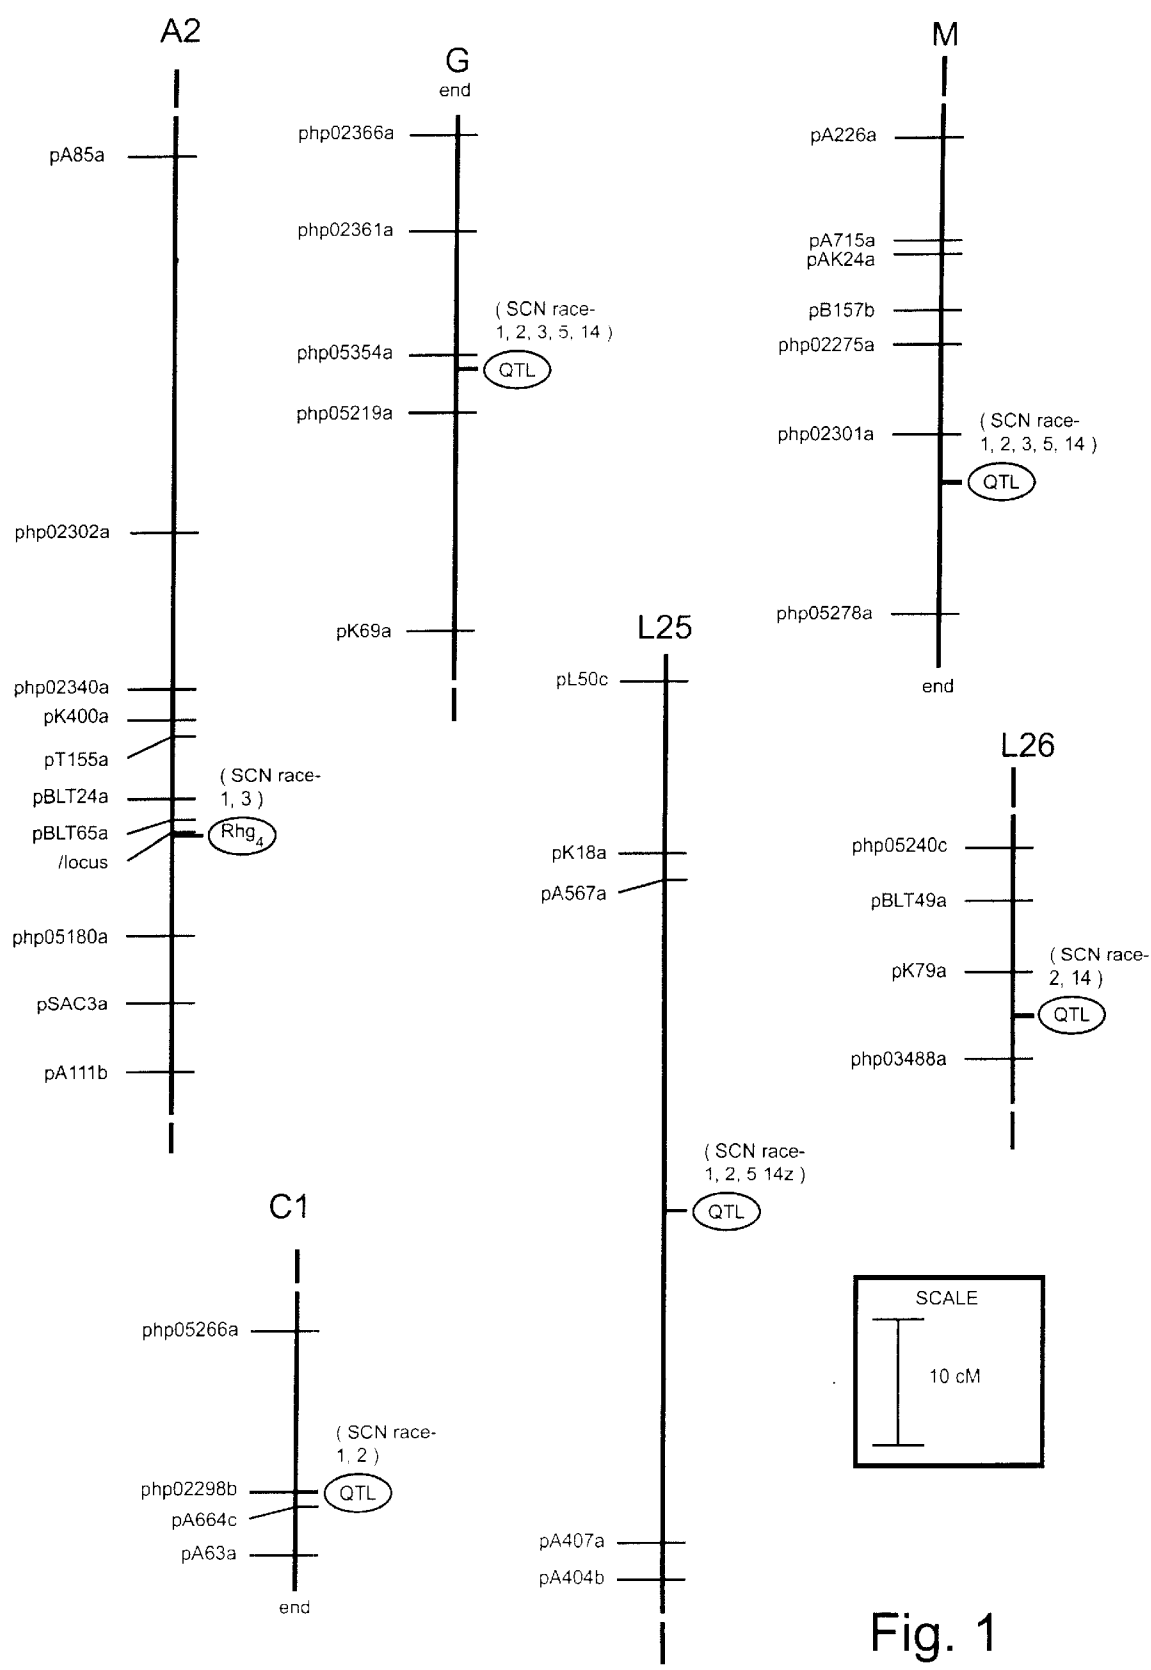 A2
pA85a
php02302a
php02340a
pK400a
pT155a
pBLT24a
pBLT65a
/locus
( SCN race-
1, 3 )
Rhg4
php05180a
pSAC3a
pA111b
G
end
php02366a
php02361a
( SCN race-
1, 2, 3, 5, 14 )
php05354a
QTL
php05219a
pK69a
M
pA226a
pA715a
pAK24a
pB157b
php02275a
( SCN race-
1, 2, 3, 5, 14 )
php02301a
QTL
php05278a
end
L25
pL50c
pK18a
pA567a
( SCN race-
1, 2, 5 14z )
QTL
pA407a
pA404b
L26
php05240c
pBLT49a
pK79a
( SCN race-
2, 14 )
QTL
php03488a
C1
php05266a
( SCN race-
1, 2 )
php02298b
QTL
pA664c
pA63a
end
SCALE
10 cM
Fig. 1